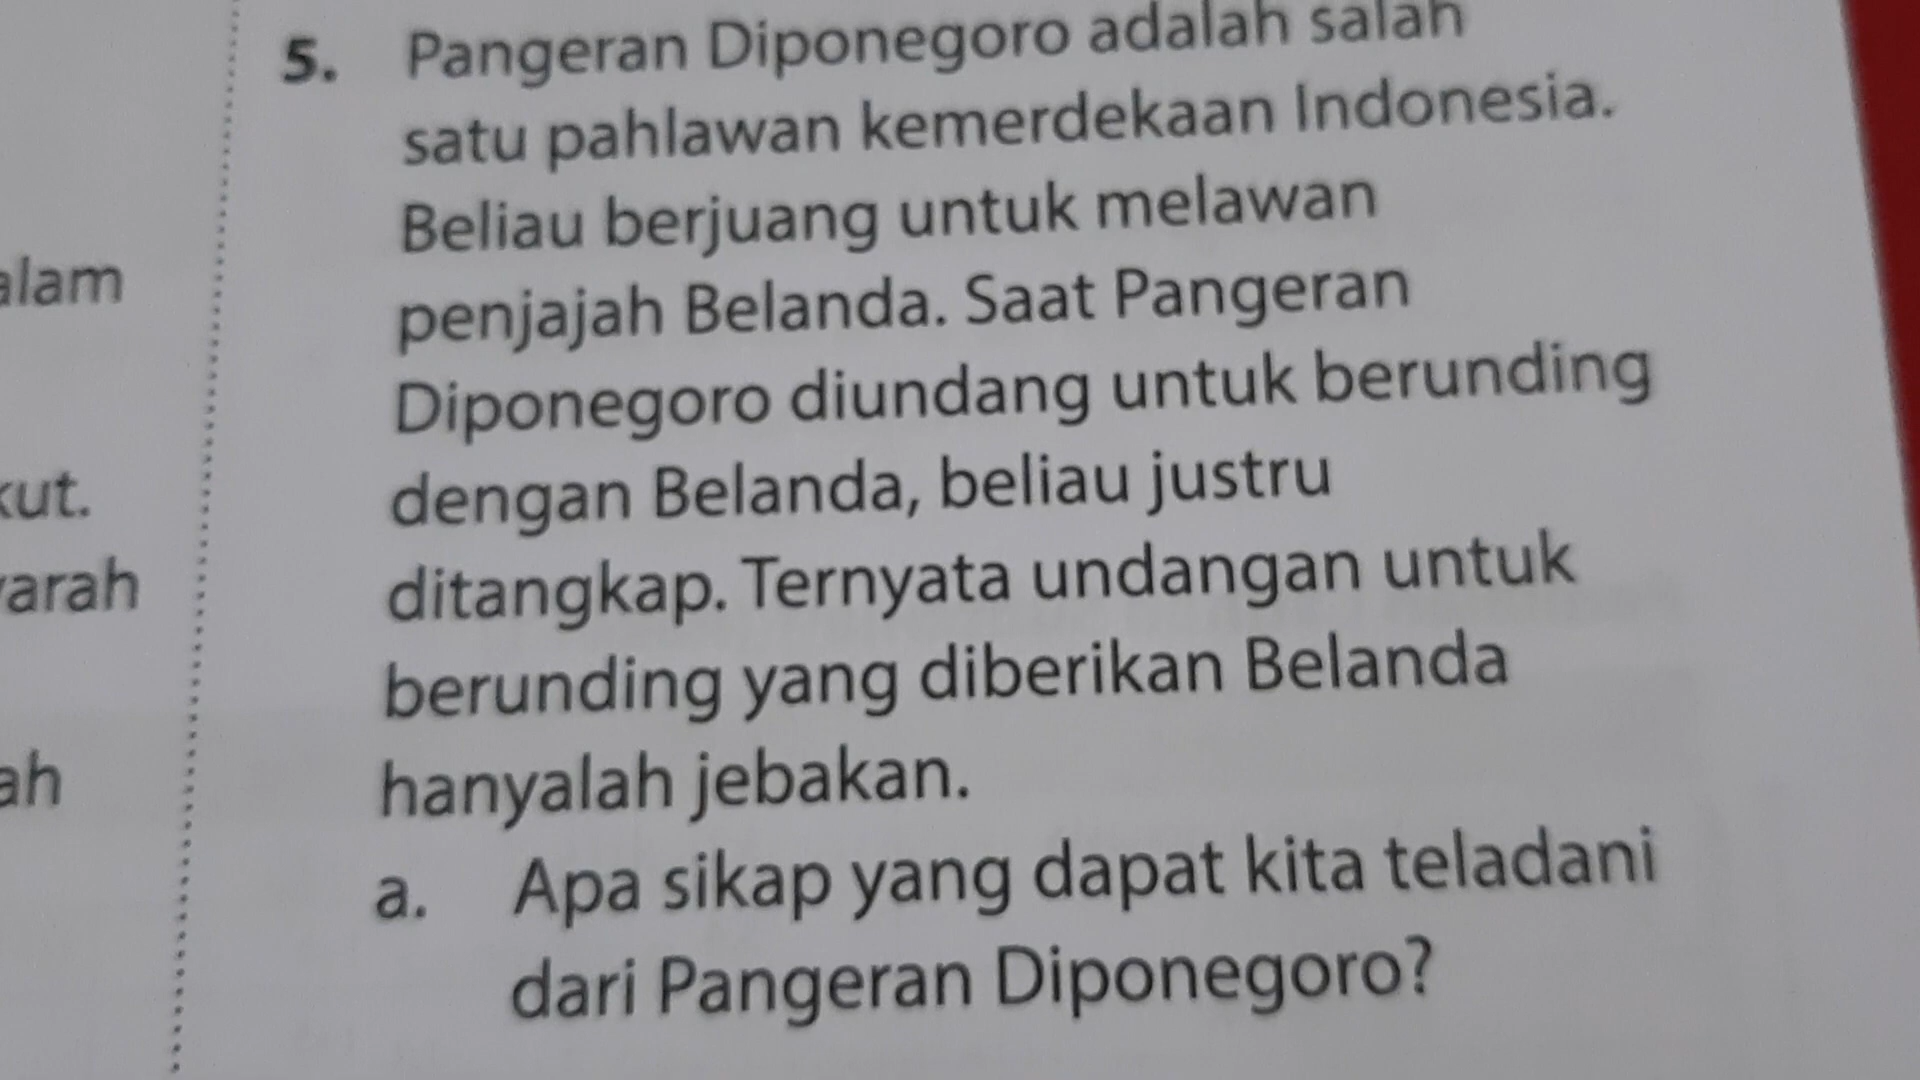 5. Pangeran Diponegoro adalah salah
satu pahlawan kemerdekaan Indonesia.
Beliau berjuang untuk melawan
penjajah Belanda. Saat Pangeran
Diponegoro diundang untuk berunding
dengan Belanda, beliau justru
ditangkap. Ternyata undangan untuk
berunding yang diberikan Belanda
hanyalah jebakan.
a. Apa sikap yang dapat kita teladani
dari Pangeran Diponegoro?